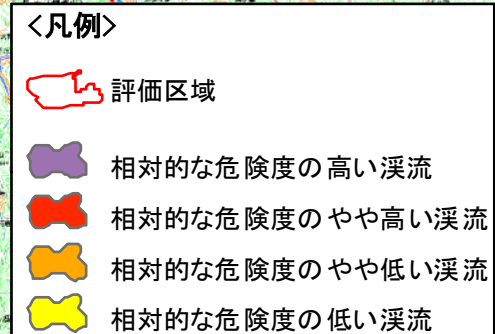 <凡例>
評価区域
相対的な危険度の高い渓流
相対的な危険度のやや高い渓流
相対的な危険度のやや低い渓流
相対的な危険度の低い渓流